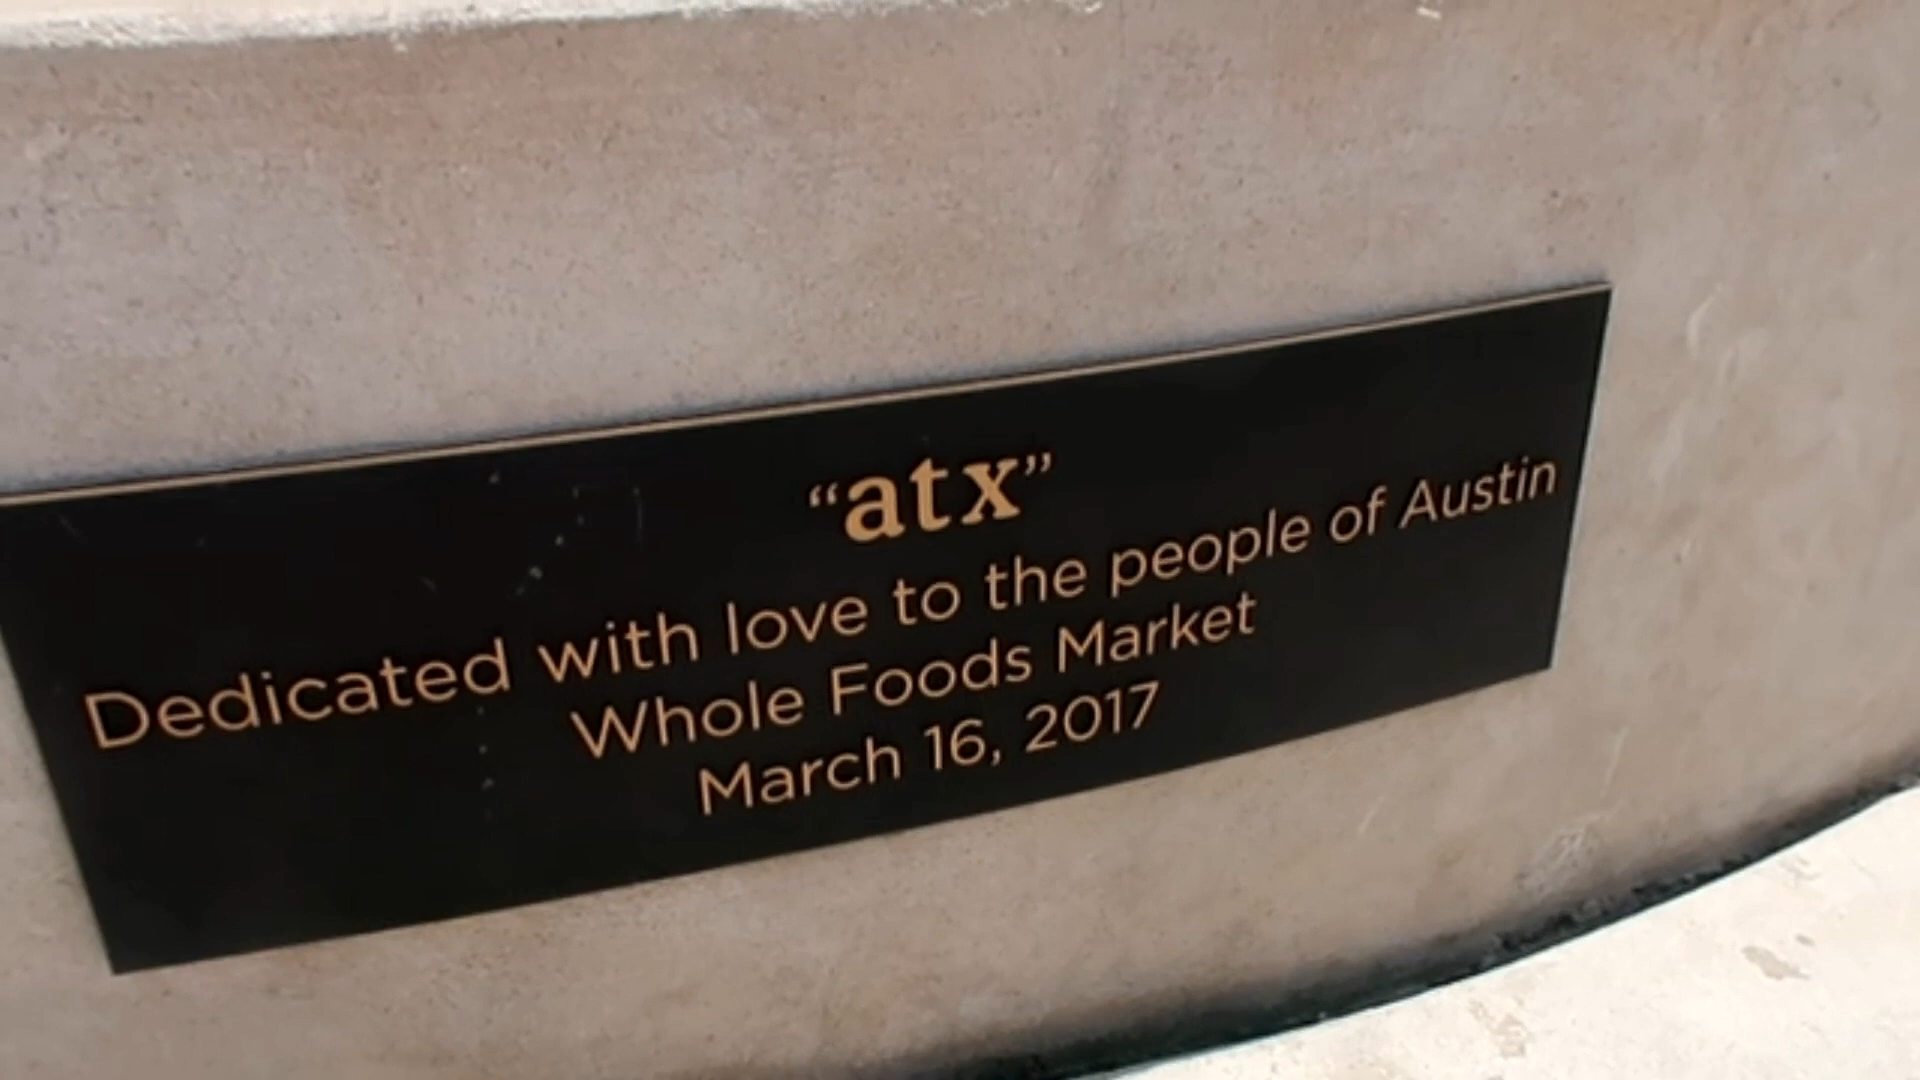 “atx”
Dedicated with love to the people of Austin
Whole Foods Market
March 16, 2017